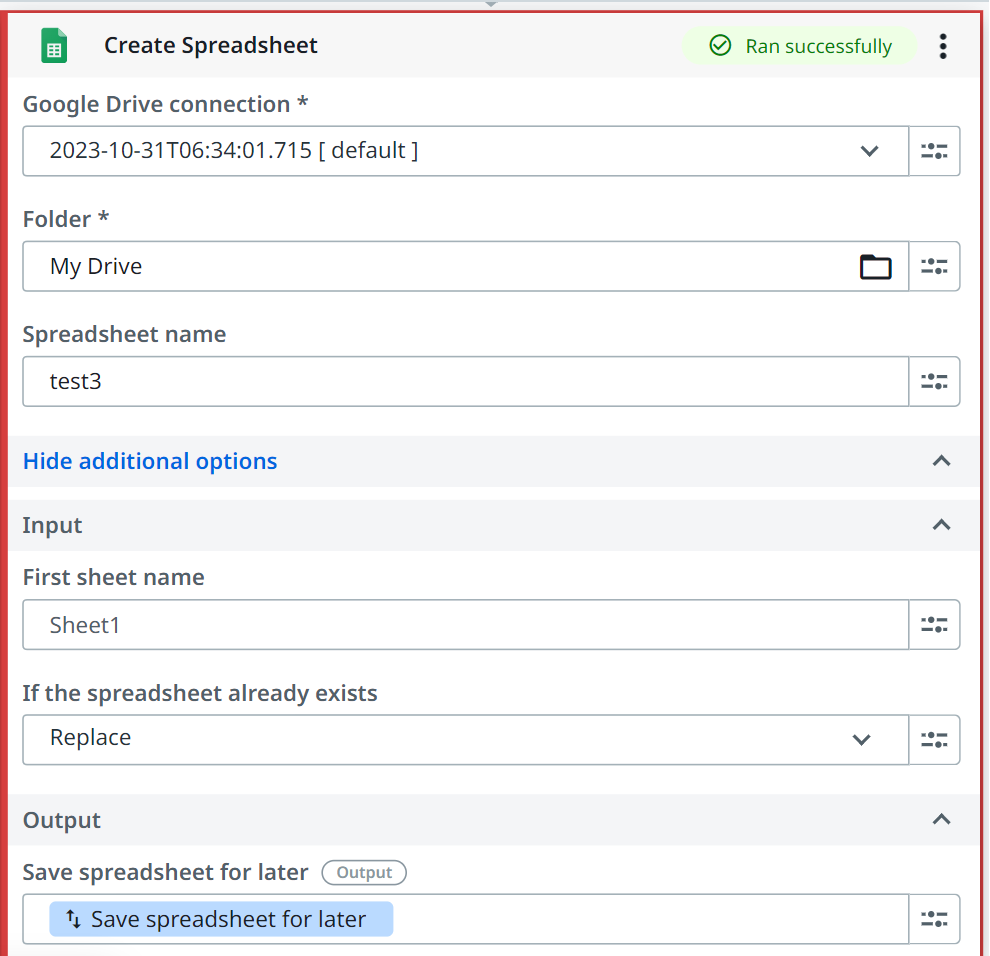 Create Spreadsheet
Ran successfully
Google Drive connection *
2023-10-31T06:34:01.715 [ default ]
Folder *
My Drive
Spreadsheet name
test3
Hide additional options
Input
First sheet name
Sheet1
If the spreadsheet already exists
Replace
Output
Save spreadsheet for later Output
Save spreadsheet for later